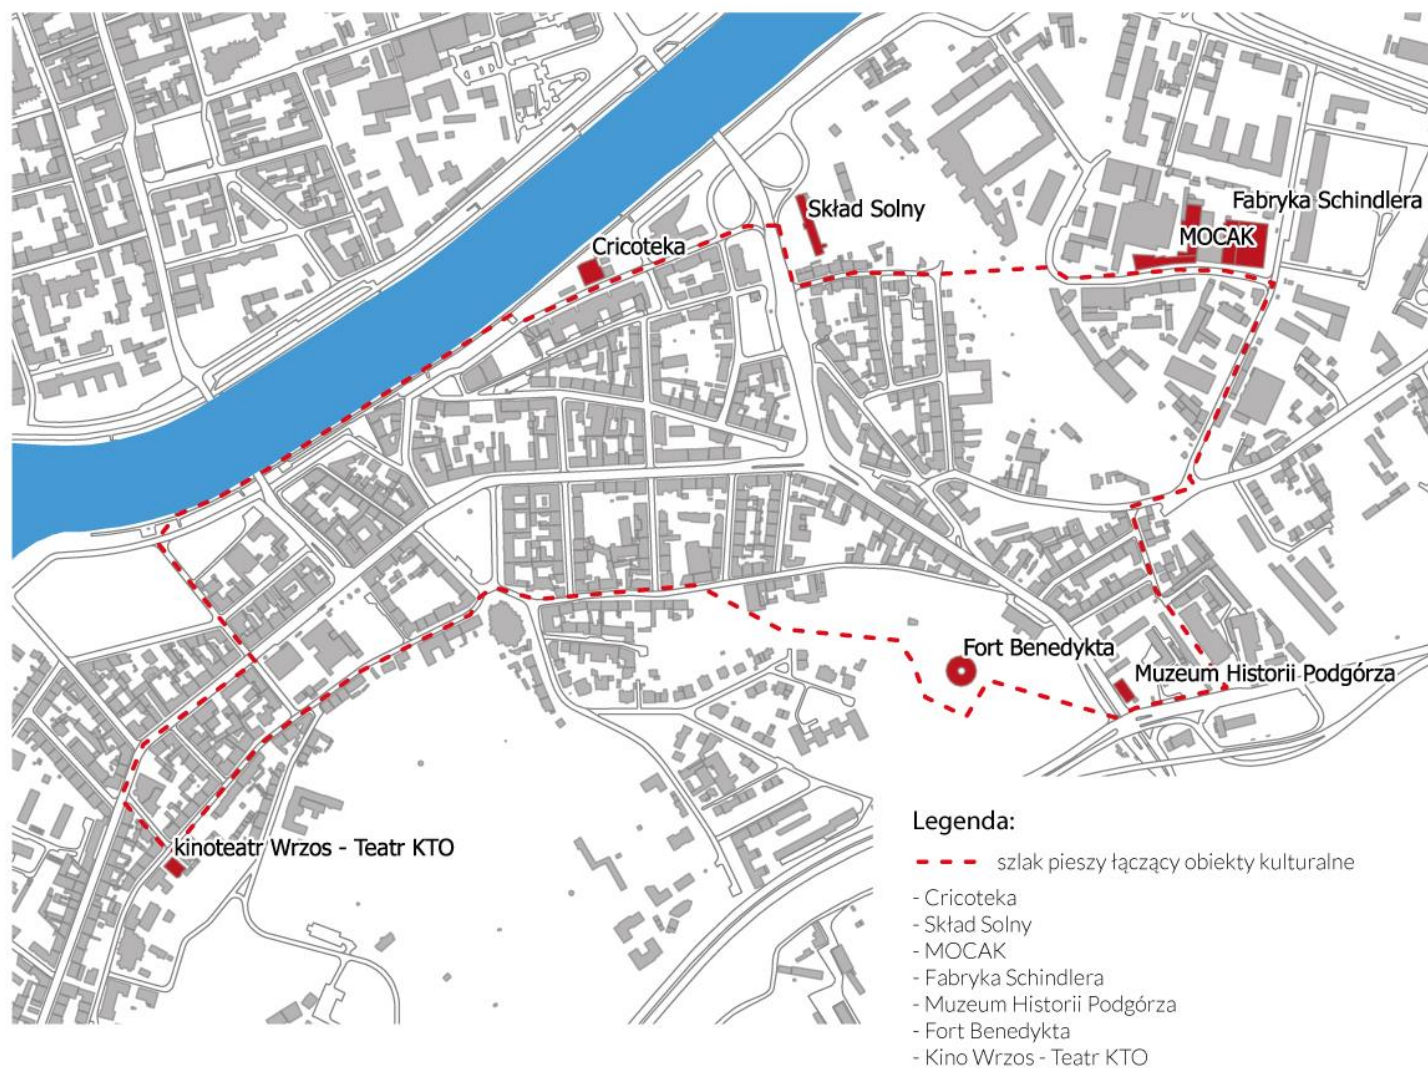 Fabryka Schindlera
Skład Solny
MOCAK
Cricoteka
Fort Benedykta
Muzeum Historii Podgórza
kinoteatr Wrzos - Teatr KTO
Legenda:
szlak pieszy łączący obiekty kulturalne
- Cricoteka
- Skład Solny
- MOCAK
- Fabryka Schindlera
- Muzeum Historii Podgórza
- Fort Benedykta
- Kino Wrzos - Teatr KTO